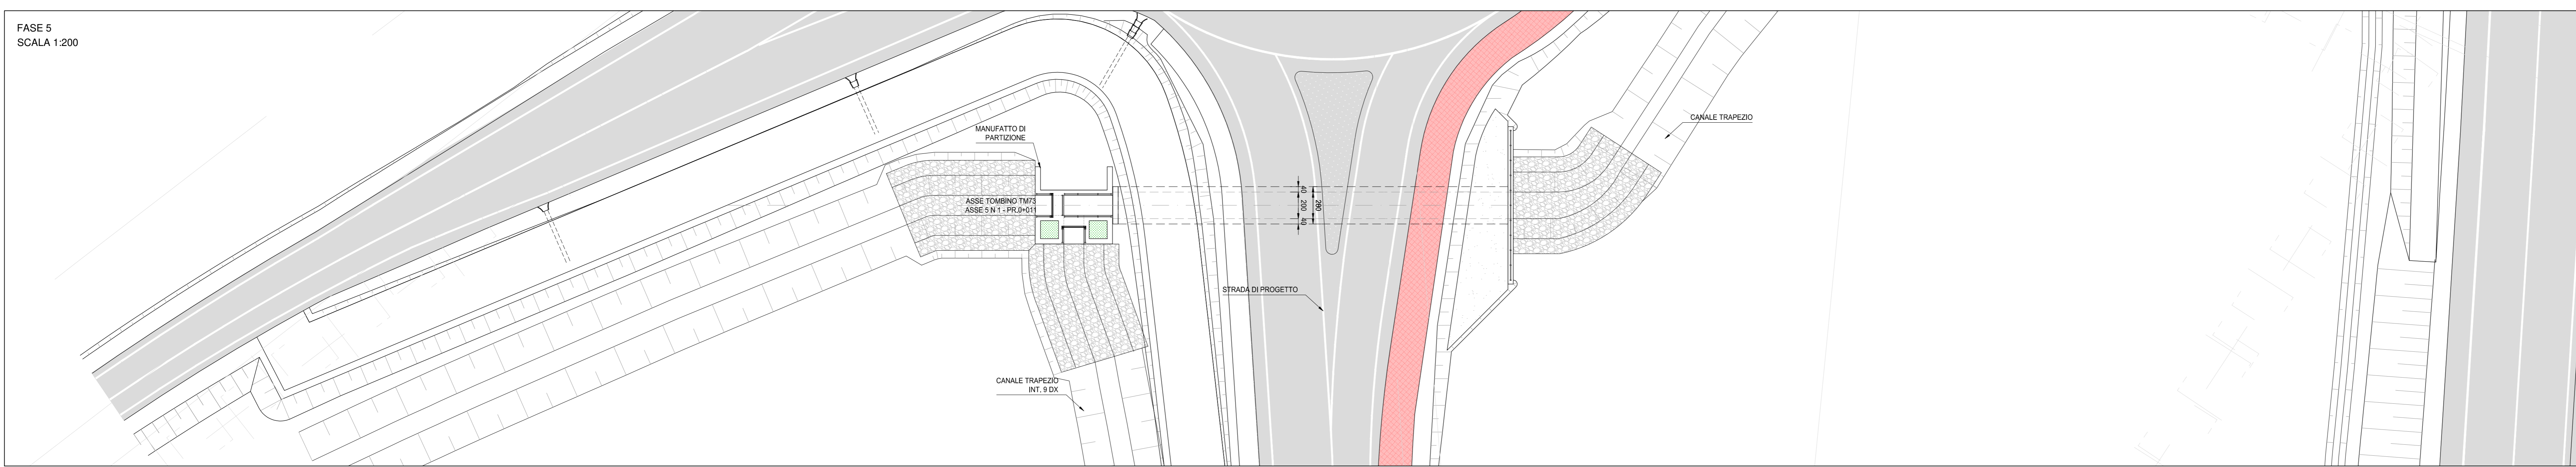 FASE 5
SCALA 1:200
MANUFATTO DI
PARTIZIONE
CANALE TRAPEZIO
ASSE TOMBINO TM73
ASSE 5 N 1 - PR.0+011
40
200
40
280
STRADA DI PROGETTO
CANALE TRAPEZIO
INT. 9 DX